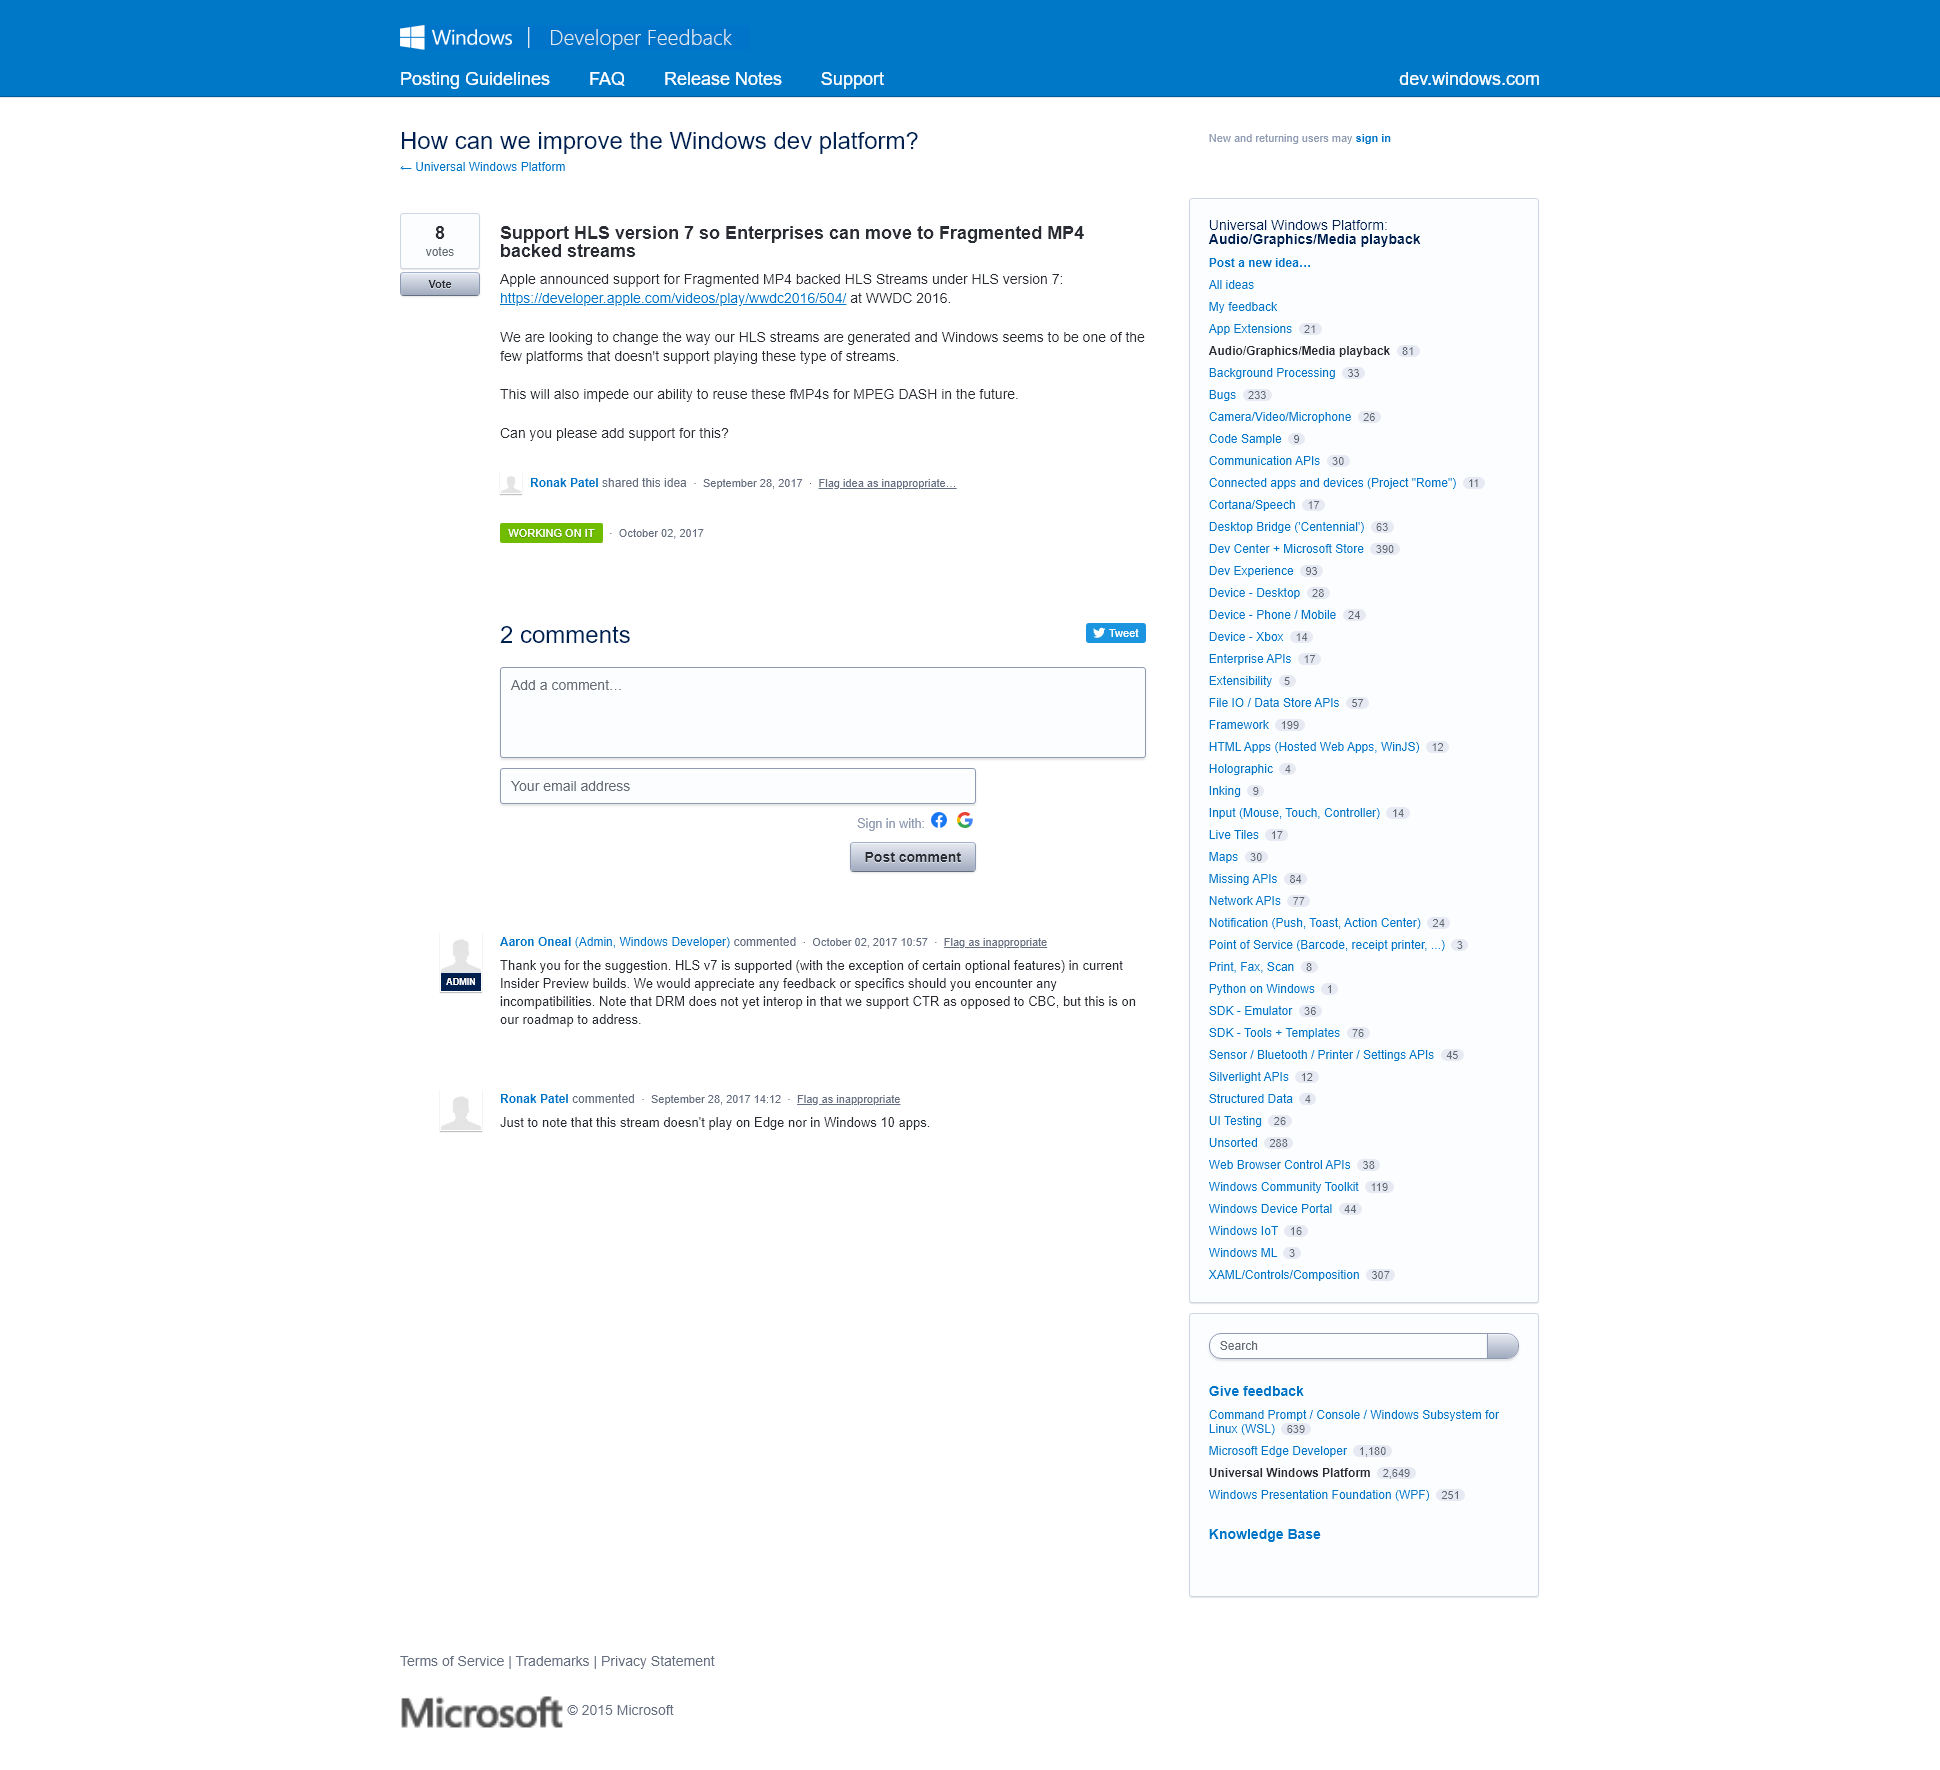 Windows | Developer Feedback
Posting Guidelines FAQ Release Notes Support dev.windows.com
How can we improve the Windows dev platform?
← Universal Windows Platform
New and returning users may sign in
8
votes
Vote
Support HLS version 7 so Enterprises can move to Fragmented MP4
backed streams
Apple announced support for Fragmented MP4 backed HLS Streams under HLS version 7:
https://developer.apple.com/videos/play/wwdc2016/504/ at WWDC 2016.
We are looking to change the way our HLS streams are generated and Windows seems to be one of the
few platforms that doesn't support playing these type of streams.
This will also impede our ability to reuse these fMP4s for MPEG DASH in the future.
Can you please add support for this?
Ronak Patel shared this idea · September 28, 2017 · Flag idea as inappropriate…
WORKING ON IT · October 02, 2017
2 comments
Tweet
Add a comment…
Your email address
Sign in with:
Post comment
ADMIN
Aaron Oneal (Admin, Windows Developer) commented · October 02, 2017 10:57 · Flag as inappropriate
Thank you for the suggestion. HLS v7 is supported (with the exception of certain optional features) in current
Insider Preview builds. We would appreciate any feedback or specifics should you encounter any
incompatibilities. Note that DRM does not yet interop in that we support CTR as opposed to CBC, but this is on
our roadmap to address.
Ronak Patel commented · September 28, 2017 14:12 · Flag as inappropriate
Just to note that this stream doesn't play on Edge nor in Windows 10 apps.
Universal Windows Platform:
Audio/Graphics/Media playback
Post a new idea…
All ideas
My feedback
App Extensions 21
Audio/Graphics/Media playback 81
Background Processing 33
Bugs 233
Camera/Video/Microphone 26
Code Sample 9
Communication APIs 30
Connected apps and devices (Project "Rome") 11
Cortana/Speech 17
Desktop Bridge ('Centennial') 63
Dev Center + Microsoft Store 390
Dev Experience 93
Device - Desktop 28
Device - Phone / Mobile 24
Device - Xbox 14
Enterprise APIs 17
Extensibility 5
File IO / Data Store APIs 57
Framework 199
HTML Apps (Hosted Web Apps, WinJS) 12
Holographic 4
Inking 9
Input (Mouse, Touch, Controller) 14
Live Tiles 17
Maps 30
Missing APIs 84
Network APIs 77
Notification (Push, Toast, Action Center) 24
Point of Service (Barcode, receipt printer, ...) 3
Print, Fax, Scan 8
Python on Windows 1
SDK - Emulator 36
SDK - Tools + Templates 76
Sensor / Bluetooth / Printer / Settings APIs 45
Silverlight APIs 12
Structured Data 4
UI Testing 26
Unsorted 288
Web Browser Control APIs 38
Windows Community Toolkit 119
Windows Device Portal 44
Windows IoT 16
Windows ML 3
XAML/Controls/Composition 307
Search
Give feedback
Command Prompt / Console / Windows Subsystem for
Linux (WSL) 639
Microsoft Edge Developer 1,180
Universal Windows Platform 2,649
Windows Presentation Foundation (WPF) 251
Knowledge Base
Terms of Service | Trademarks | Privacy Statement
Microsoft © 2015 Microsoft